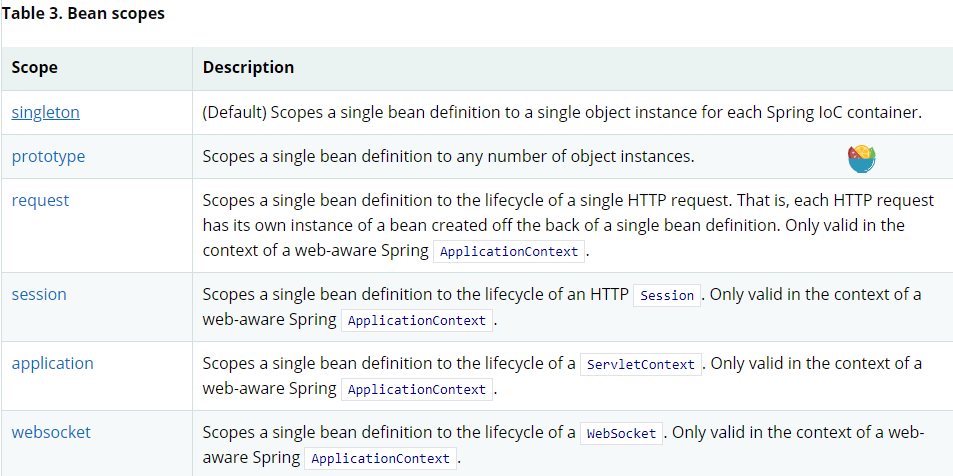 Table 3. Bean scopes
Scope Description
singleton (Default) Scopes a single bean definition to a single object instance for each Spring IoC container.
prototype Scopes a single bean definition to any number of object instances.
request Scopes a single bean definition to the lifecycle of a single HTTP request. That is, each HTTP request
has its own instance of a bean created off the back of a single bean definition. Only valid in the
context of a web-aware Spring ApplicationContext.
session Scopes a single bean definition to the lifecycle of an HTTP Session. Only valid in the context of a
web-aware Spring ApplicationContext.
application Scopes a single bean definition to the lifecycle of a ServletContext. Only valid in the context of a
web-aware Spring ApplicationContext.
websocket Scopes a single bean definition to the lifecycle of a WebSocket. Only valid in the context of a web-
aware Spring ApplicationContext.